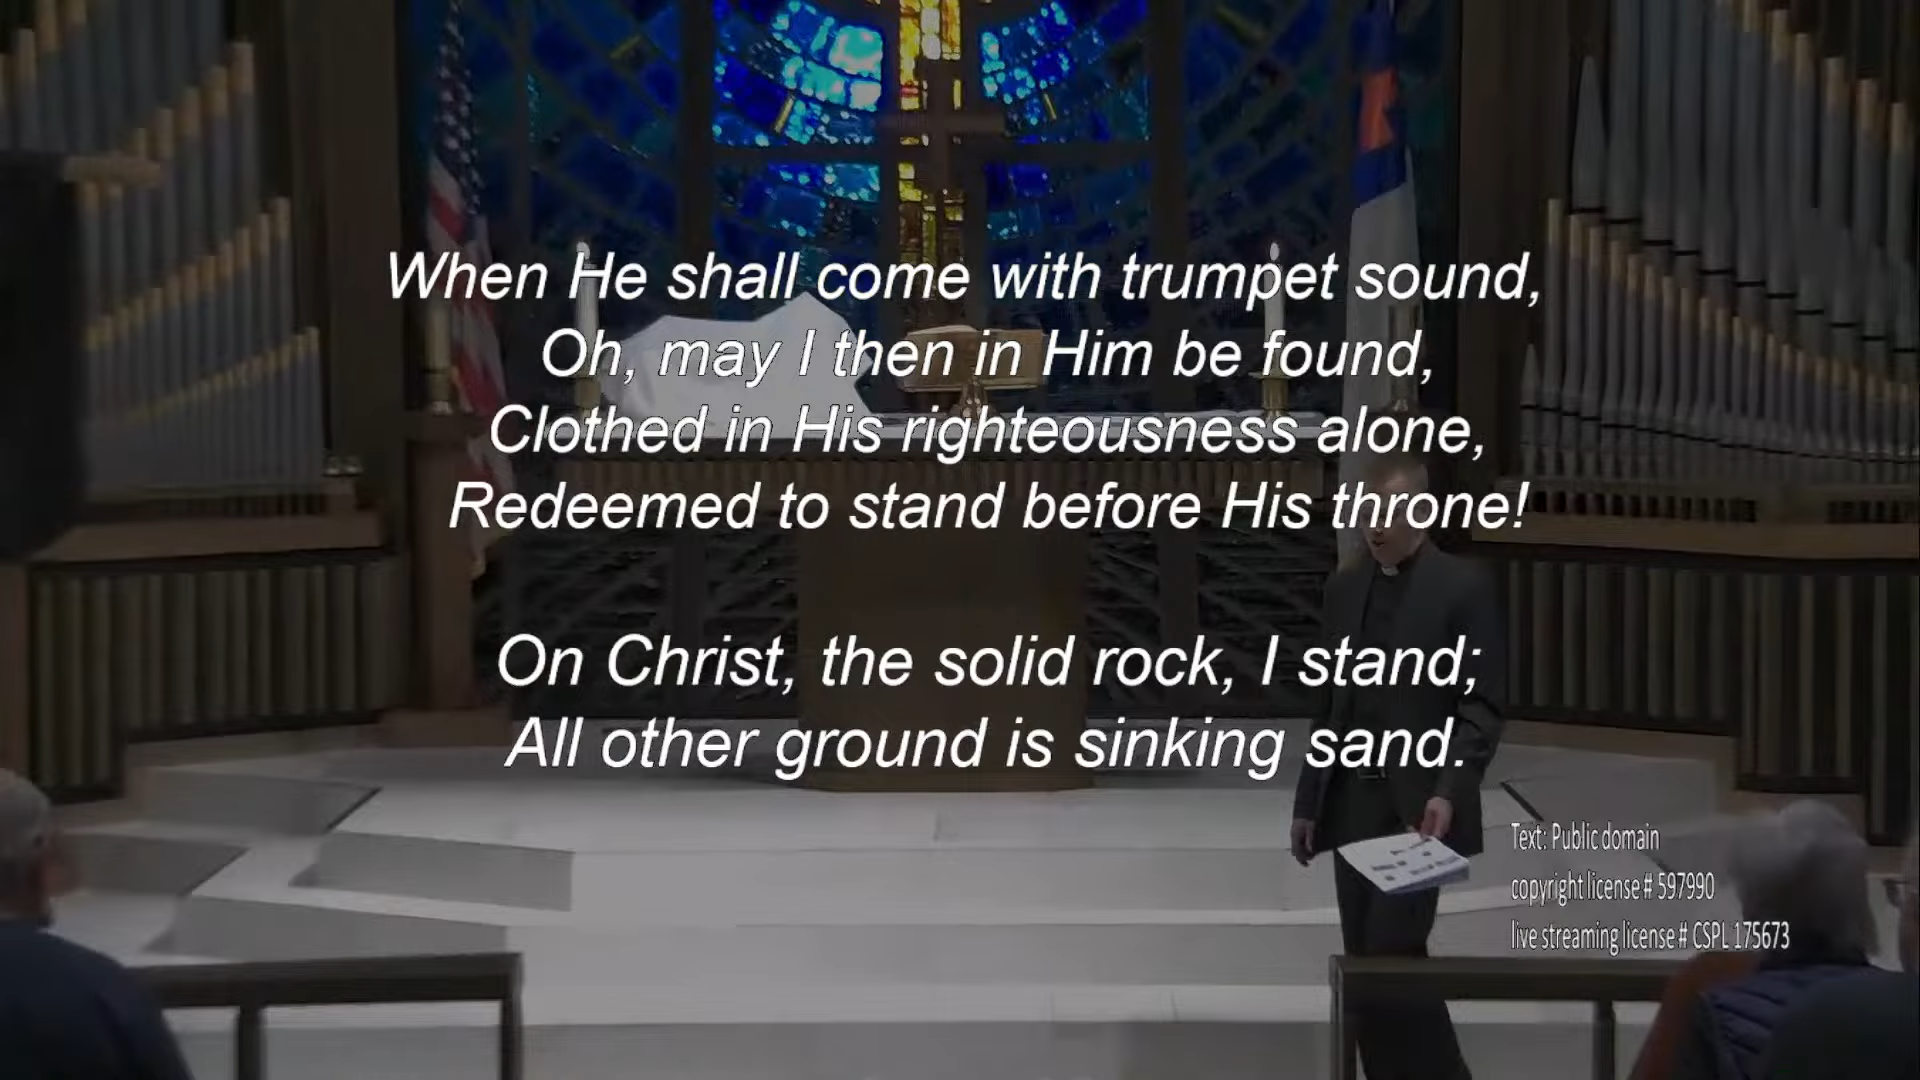 When He shall come with trumpet sound,
Oh, may I then in Him be found,
Clothed in His righteousness alone,
Redeemed to stand before His throne!
On Christ, the solid rock, I stand;
All other ground is sinking sand.
Text: Public domain
copyright license # 597990
live streaming license # CSPL 175673